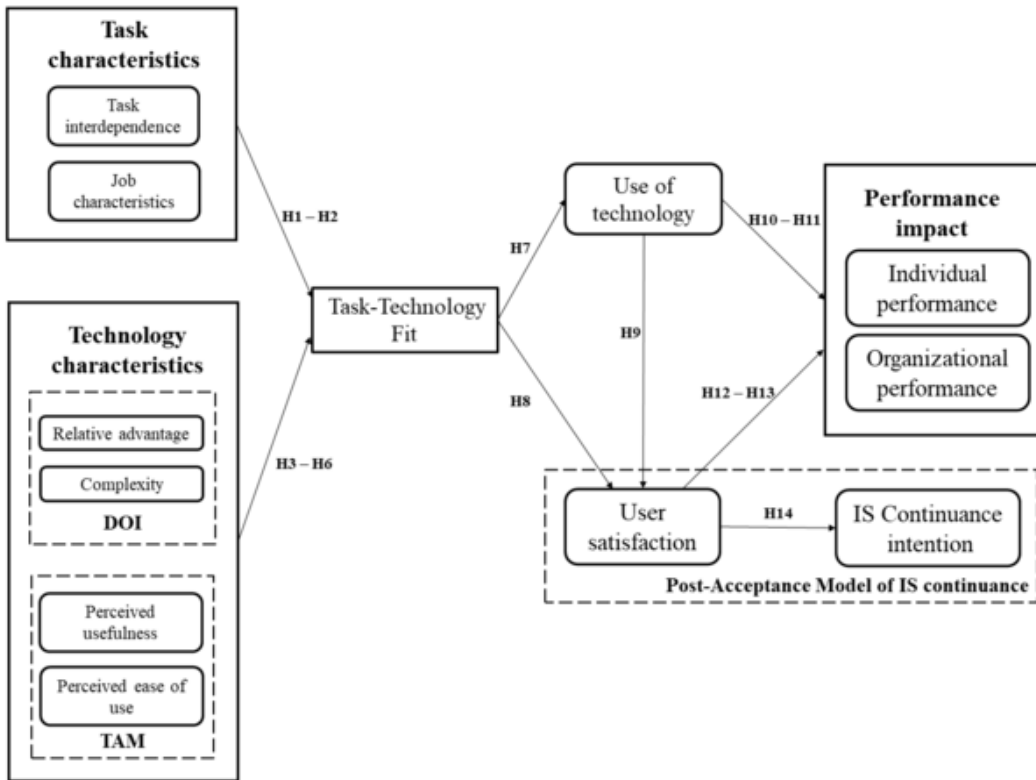 Task
characteristics
Task
interdependence
Job
characteristics
H1 – H2
Technology
characteristics
Relative advantage
Complexity
DOI
Perceived
usefulness
Perceived ease of
use
TAM
H3 – H6
Task-Technology
Fit
H7
H8
Use of
technology
H9
H10 – H11
H12 – H13
Performance
impact
Individual
performance
Organizational
performance
User
satisfaction
H14
IS Continuance
intention
Post-Acceptance Model of IS continuance